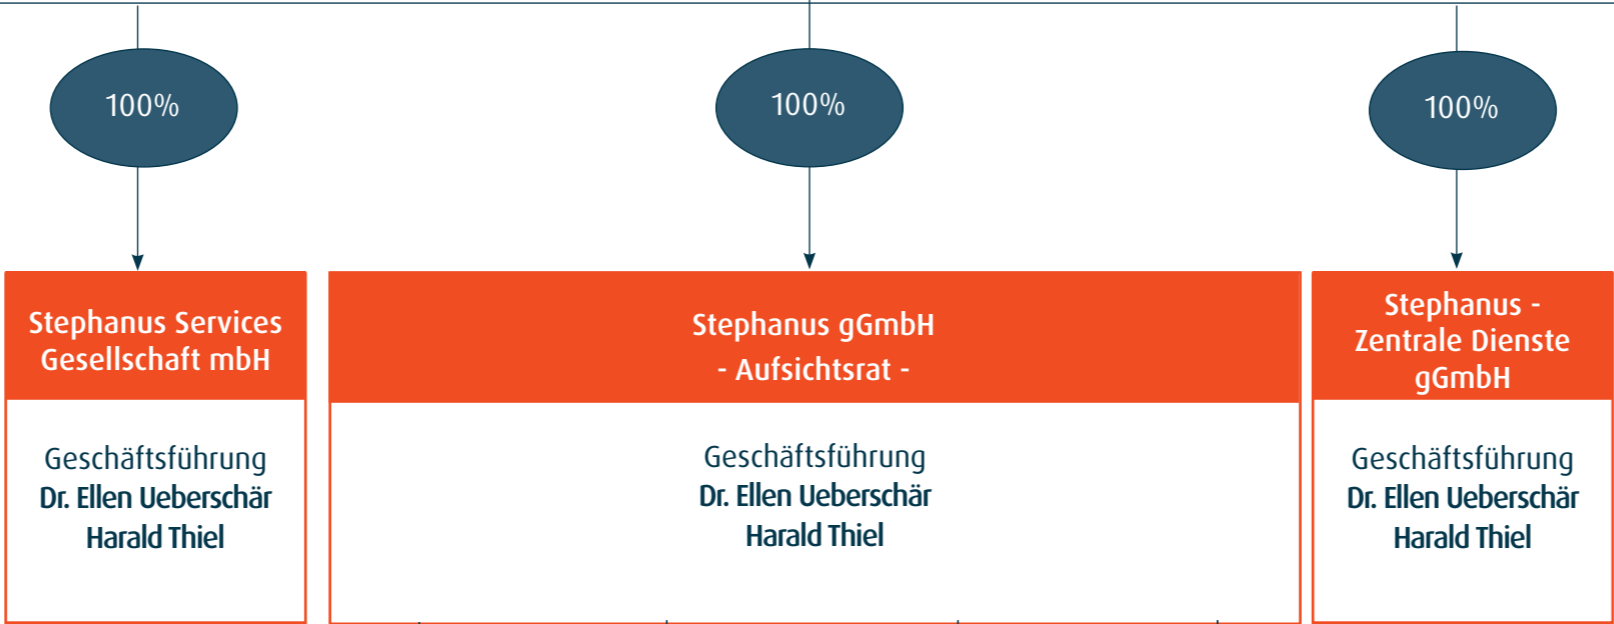 100%
100%
100%
Stephanus Services
Gesellschaft mbH
Geschäftsführung
Dr. Ellen Ueberschär
Harald Thiel
Stephanus gGmbH
- Aufsichtsrat -
Geschäftsführung
Dr. Ellen Ueberschär
Harald Thiel
Stephanus -
Zentrale Dienste
gGmbH
Geschäftsführung
Dr. Ellen Ueberschär
Harald Thiel